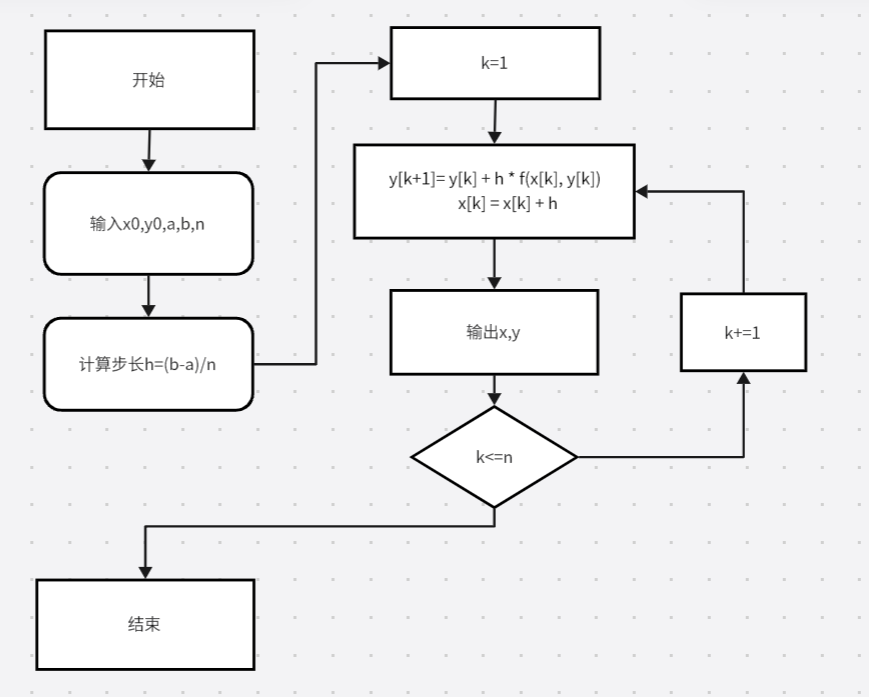 开始
输入x0,y0,a,b,n
计算步长h=(b-a)/n
k=1
y[k+1]= y[k] + h * f(x[k], y[k])
x[k] = x[k] + h
输出x,y
k<=n
k+=1
结束